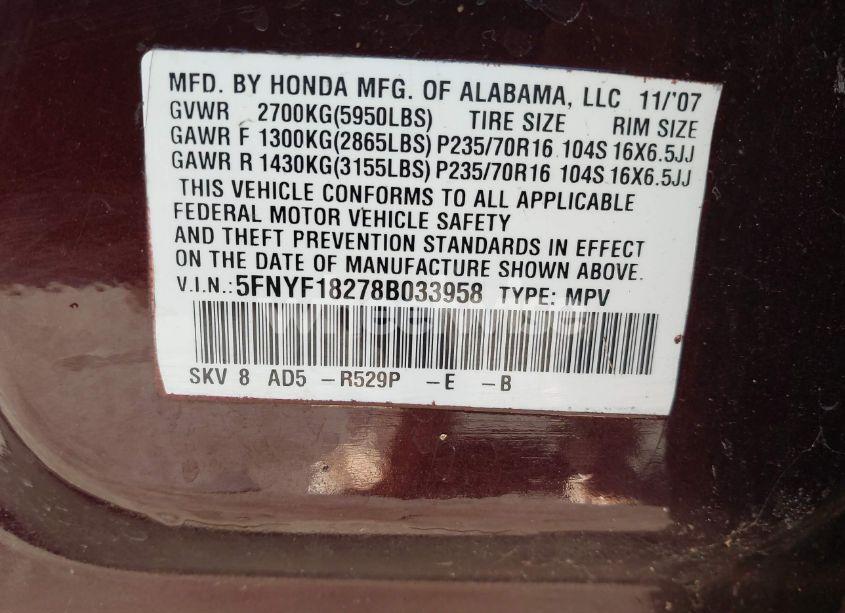 MFD. BY HONDA MFG. OF ALABAMA, LLC 11/'07
GVWR 2700KG(5950LBS) TIRE SIZE RIM SIZE
GAWR F 1300KG(2865LBS) P235/70R16 104S 16X6.5JJ
GAWR R 1430KG(3155LBS) P235/70R16 104S 16X6.5JJ
THIS VEHICLE CONFORMS TO ALL APPLICABLE
FEDERAL MOTOR VEHICLE SAFETY
AND THEFT PREVENTION STANDARDS IN EFFECT
ON THE DATE OF MANUFACTURE SHOWN ABOVE.
V.I.N.:5FNYF18278B033958 TYPE: MPV
SKV 8 AD5 –R529P –E –B